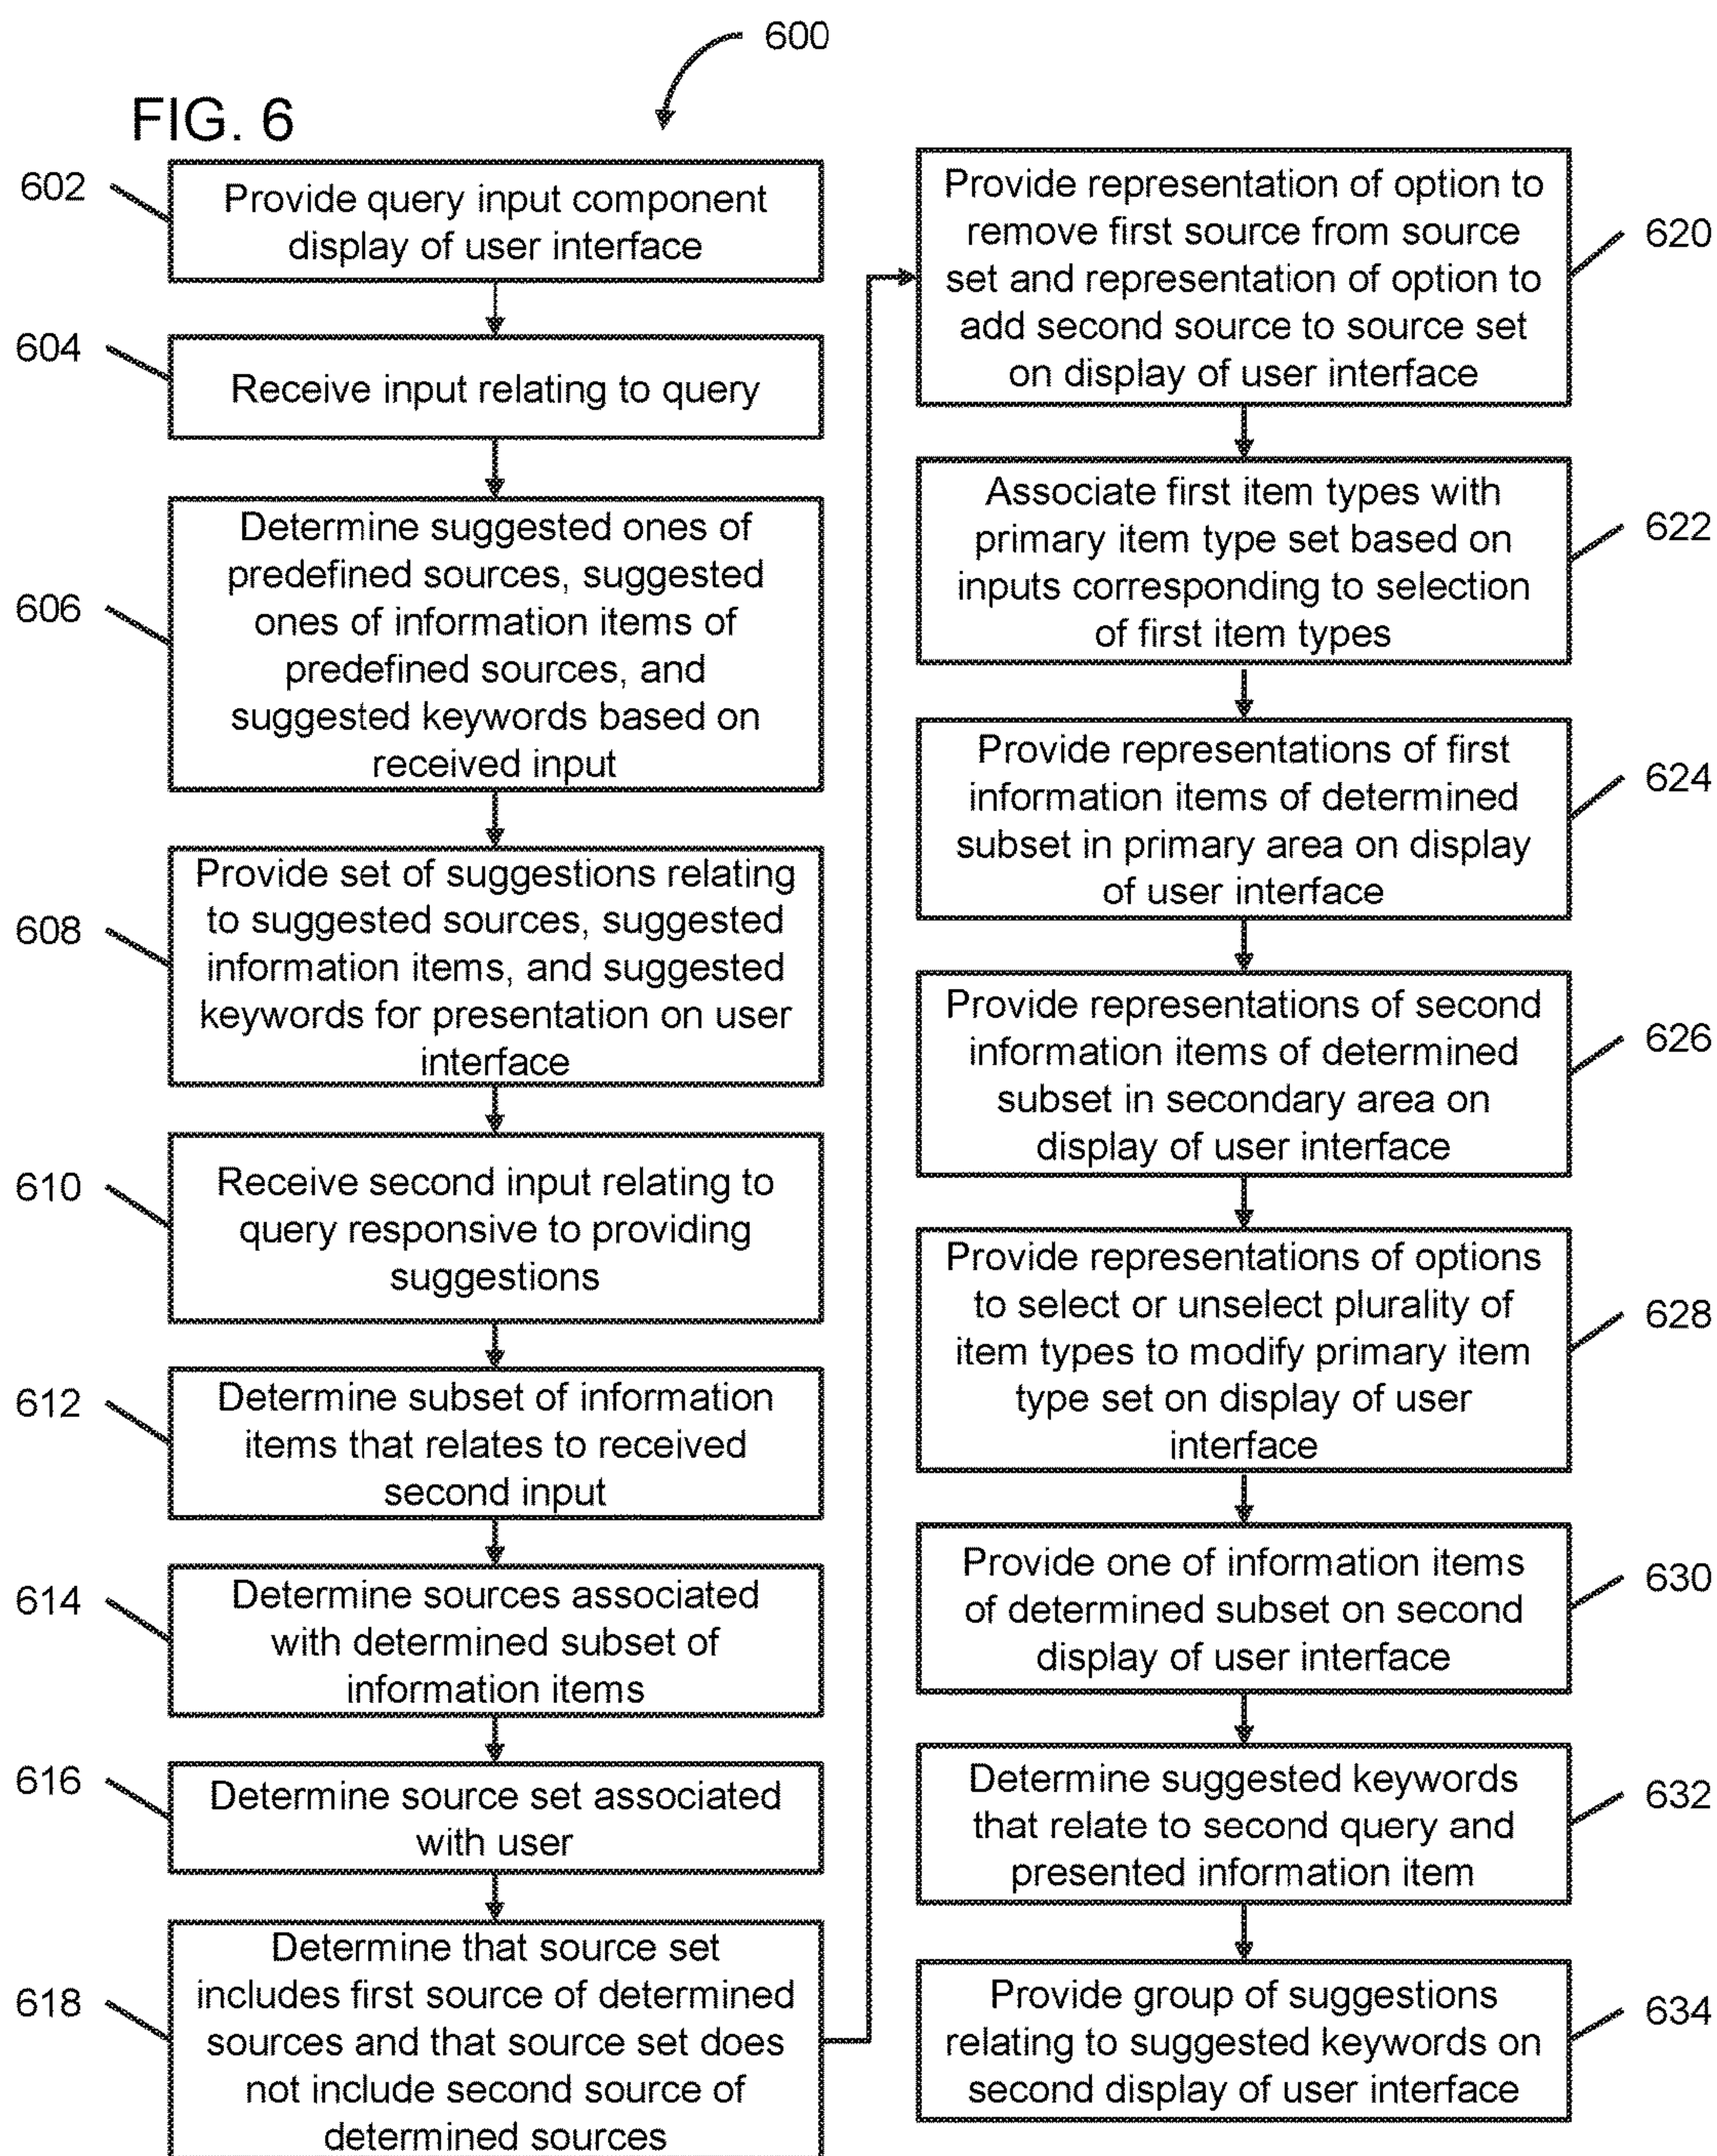 600
FIG. 6
602
Provide query input component
display of user interface
604
Receive input relating to query
606
Determine suggested ones of
predefined sources, suggested
ones of information items of
predefined sources, and
suggested keywords based on
received input
608
Provide set of suggestions relating
to suggested sources, suggested
information items, and suggested
keywords for presentation on user
interface
610
Receive second input relating to
query responsive to providing
suggestions
612
Determine subset of information
items that relates to received
second input
614
Determine sources associated
with determined subset of
information items
616
Determine source set associated
with user
618
Determine that source set
includes first source of determined
sources and that source set does
not include second source of
determined sources
Provide representation of option to
remove first source from source
set and representation of option to
add second source to source set
on display of user interface
620
Associate first item types with
primary item type set based on
inputs corresponding to selection
of first item types
622
Provide representations of first
information items of determined
subset in primary area on display
of user interface
624
Provide representations of second
information items of determined
subset in secondary area on
display of user interface
626
Provide representations of options
to select or unselect plurality of
item types to modify primary item
type set on display of user
interface
628
Provide one of information items
of determined subset on second
display of user interface
630
Determine suggested keywords
that relate to second query and
presented information item
632
Provide group of suggestions
relating to suggested keywords on
second display of user interface
634